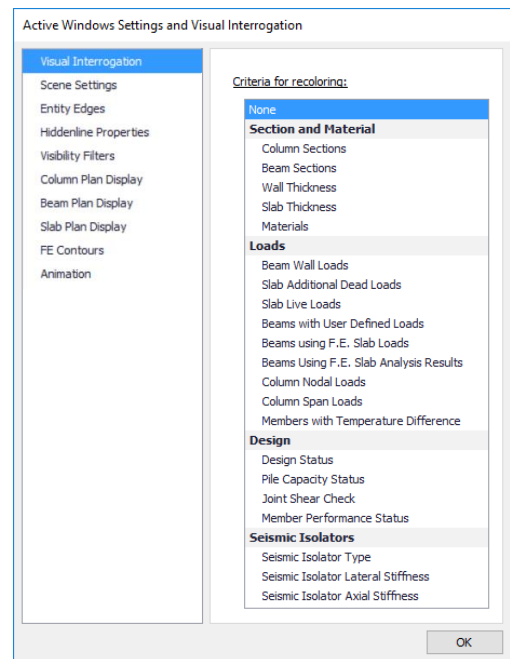 Active Windows Settings and Visual Interrogation
Visual Interrogation
Scene Settings
Entity Edges
Hiddenline Properties
Visibility Filters
Column Plan Display
Beam Plan Display
Slab Plan Display
FE Contours
Animation
Criteria for recoloring:
None
Section and Material
Column Sections
Beam Sections
Wall Thickness
Slab Thickness
Materials
Loads
Beam Wall Loads
Slab Additional Dead Loads
Slab Live Loads
Beams with User Defined Loads
Beams using F.E. Slab Loads
Beams Using F.E. Slab Analysis Results
Column Nodal Loads
Column Span Loads
Members with Temperature Difference
Design
Design Status
Pile Capacity Status
Joint Shear Check
Member Performance Status
Seismic Isolators
Seismic Isolator Type
Seismic Isolator Lateral Stiffness
Seismic Isolator Axial Stiffness
OK